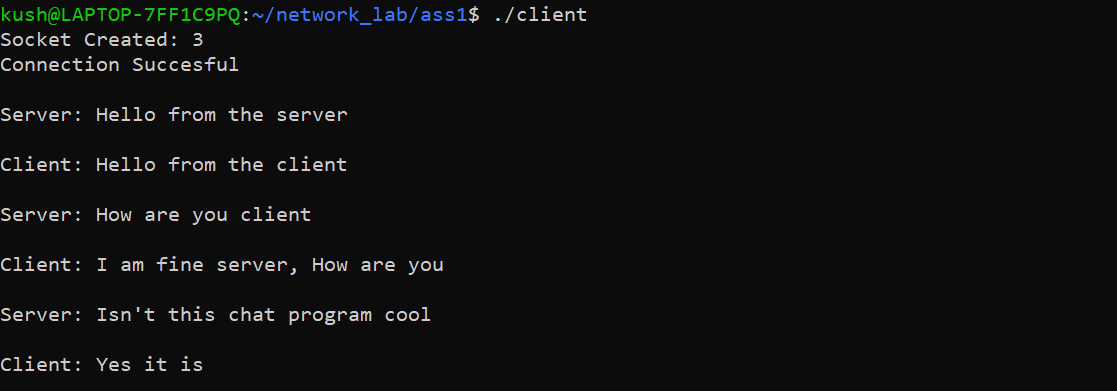 kush@LAPTOP-7FF1C9PQ:~/network_lab/ass1$ ./client
Socket Created: 3
Connection Succesful
Server: Hello from the server
Client: Hello from the client
Server: How are you client
Client: I am fine server, How are you
Server: Isn't this chat program cool
Client: Yes it is